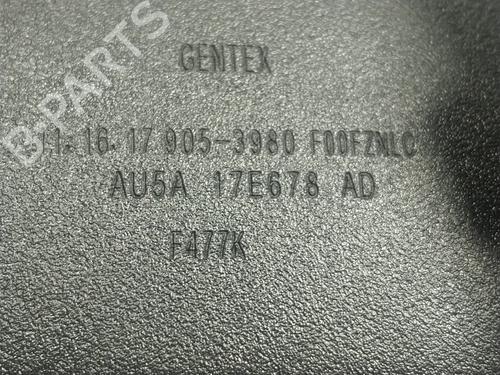 GENTEX
11. 16. 17 905-3980 F00FZNLC
AU5A 17E678 AD
F477K
B-PARTS